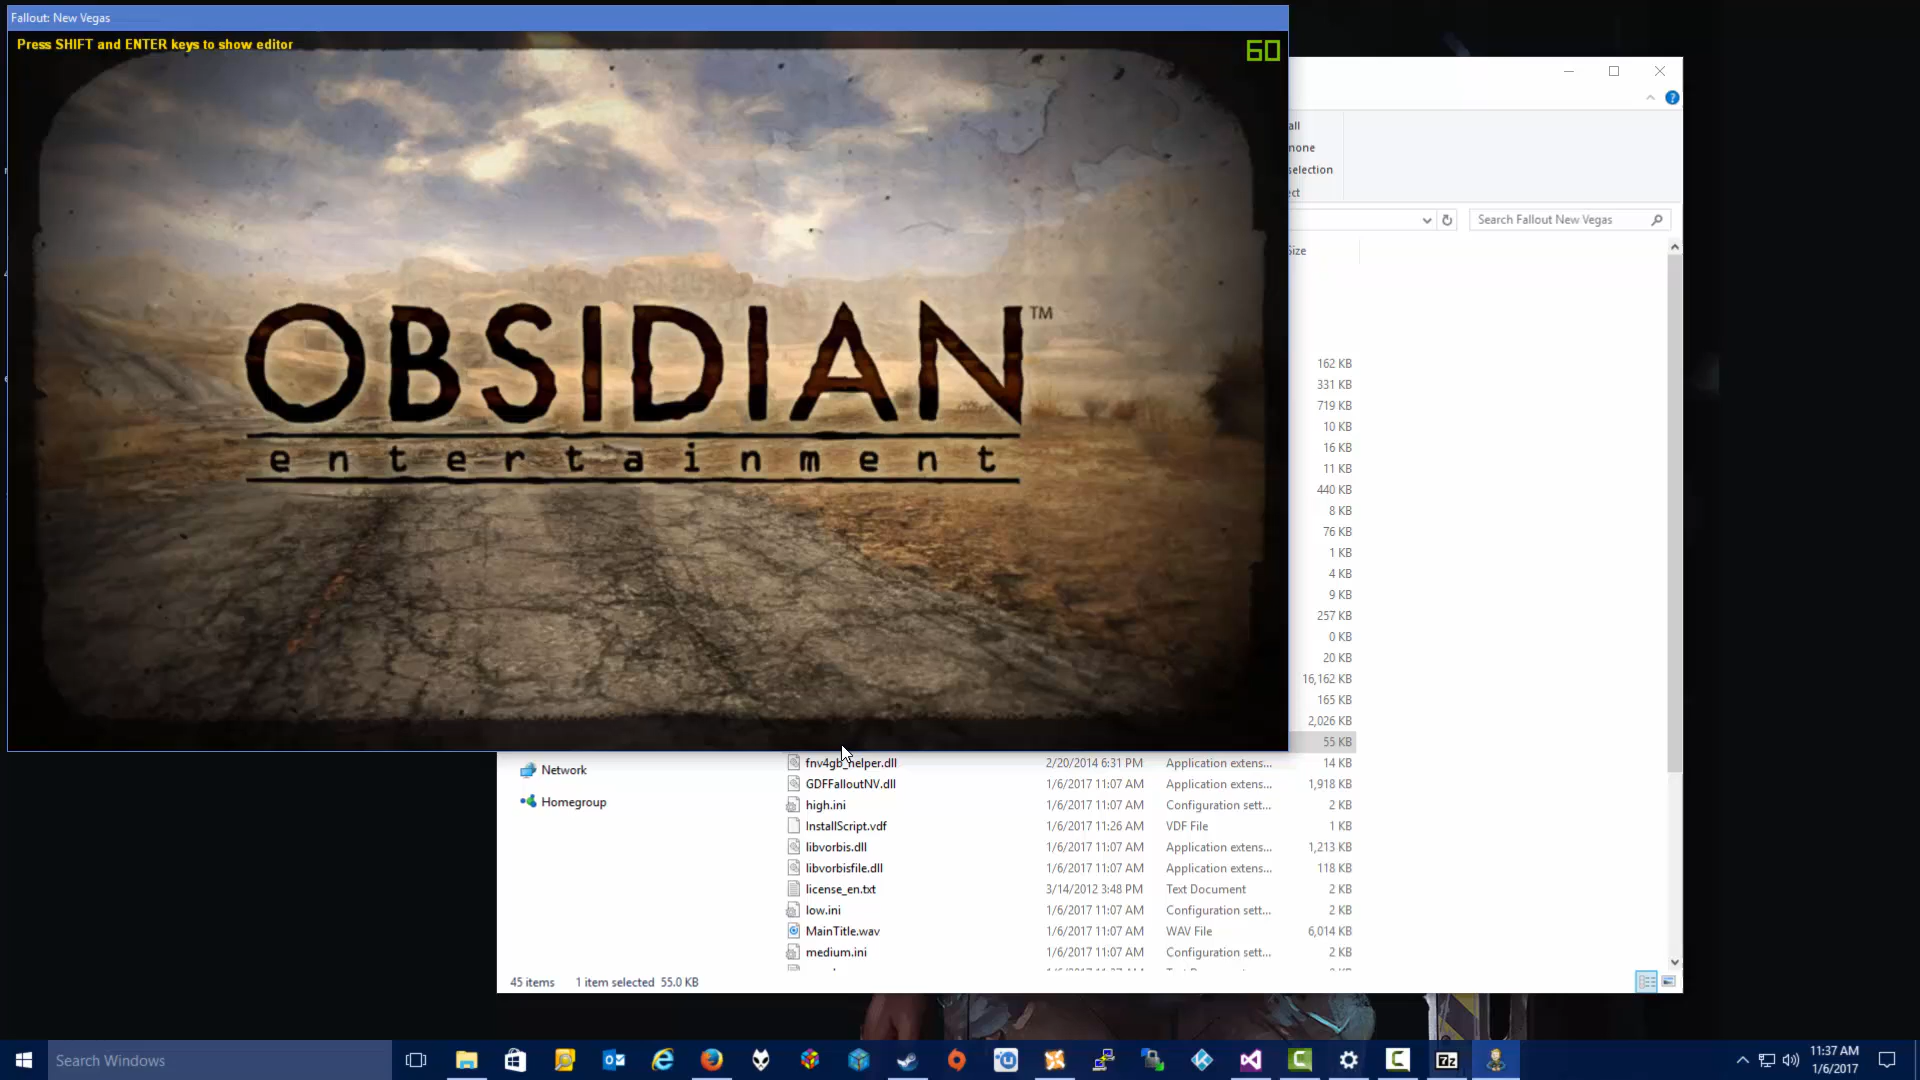 Fallout: New Vegas
Press SHIFT and ENTER keys to show editor
60
OBSIDIAN™
entertainment
all
none
selection
Search Fallout New Vegas
Size
162 KB
331 KB
719 KB
10 KB
16 KB
11 KB
440 KB
8 KB
76 KB
1 KB
4 KB
9 KB
257 KB
0 KB
20 KB
16,162 KB
165 KB
2,026 KB
55 KB
Network
Homegroup
fnv4gb_helper.dll 2/20/2014 6:31 PM Application extens... 14 KB
GDFFalloutNV.dll 1/6/2017 11:07 AM Application extens... 1,918 KB
high.ini 1/6/2017 11:07 AM Configuration sett... 2 KB
InstallScript.vdf 1/6/2017 11:26 AM VDF File 1 KB
libvorbis.dll 1/6/2017 11:07 AM Application extens... 1,213 KB
libvorbisfile.dll 1/6/2017 11:07 AM Application extens... 118 KB
license_en.txt 3/14/2012 3:48 PM Text Document 2 KB
low.ini 1/6/2017 11:07 AM Configuration sett... 2 KB
MainTitle.wav 1/6/2017 11:07 AM WAV File 6,014 KB
medium.ini 1/6/2017 11:07 AM Configuration sett... 2 KB
45 items 1 item selected 55.0 KB
Search Windows
7z
11:37 AM
1/6/2017